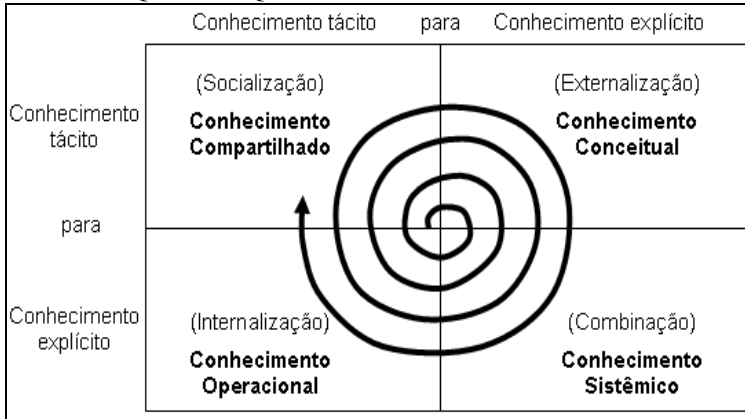 Conhecimento tácito para Conhecimento explícito
Conhecimento
tácito
(Socialização)
Conhecimento
Compartilhado
(Externalização)
Conhecimento
Conceitual
para
Conhecimento
explícito
(Internalização)
Conhecimento
Operacional
(Combinação)
Conhecimento
Sistêmico